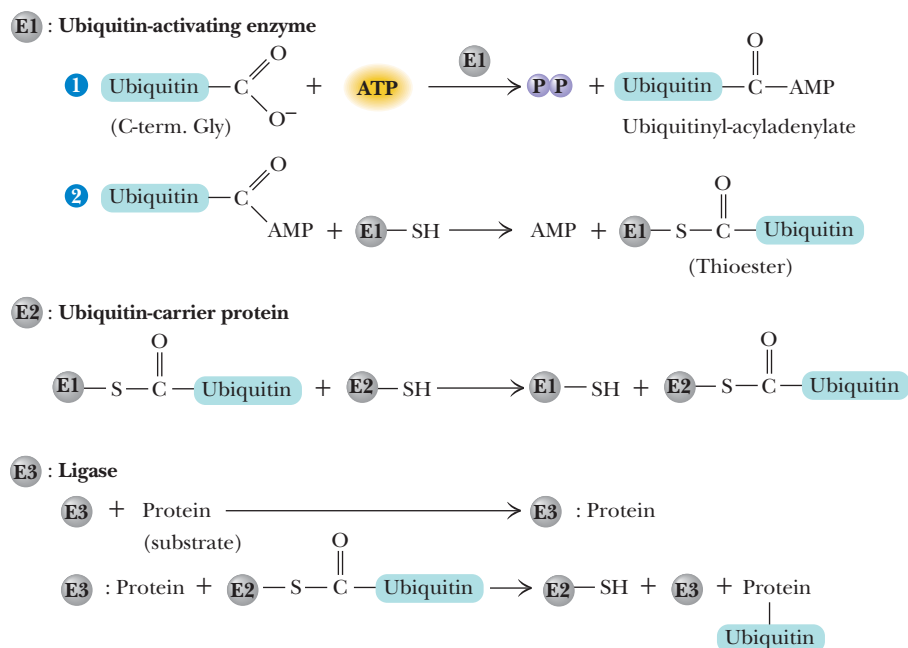 E1 : Ubiquitin-activating enzyme
1 Ubiquitin C O O− + ATP E1 P P + Ubiquitin C O AMP
(C-term. Gly) Ubiquitinyl-acyladenylate
2 Ubiquitin C O AMP + E1 SH AMP + E1 S C O Ubiquitin
(Thioester)
E2 : Ubiquitin-carrier protein
E1 S C O Ubiquitin + E2 SH E1 SH + E2 S C O Ubiquitin
E3 : Ligase
E3 + Protein E3 : Protein
(substrate)
E3 : Protein + E2 S C O Ubiquitin E2 SH + E3 + Protein
Ubiquitin